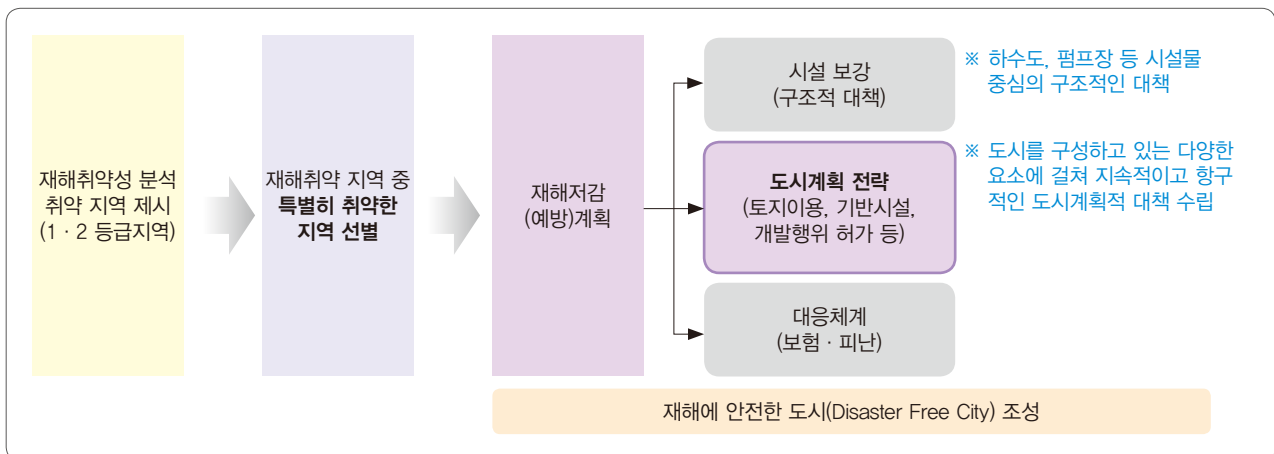 재해취약성 분석
취약 지역 제시
(1 · 2 등급지역)
재해취약 지역 중
특별히 취약한
지역 선별
재해저감
(예방)계획
시설 보강
(구조적 대책)
※ 하수도, 펌프장 등 시설물
중심의 구조적인 대책
도시계획 전략
(토지이용, 기반시설,
개발행위 허가 등)
※ 도시를 구성하고 있는 다양한
요소에 걸쳐 지속적이고 항구
적인 도시계획적 대책 수립
대응체계
(보험 · 피난)
재해에 안전한 도시(Disaster Free City) 조성